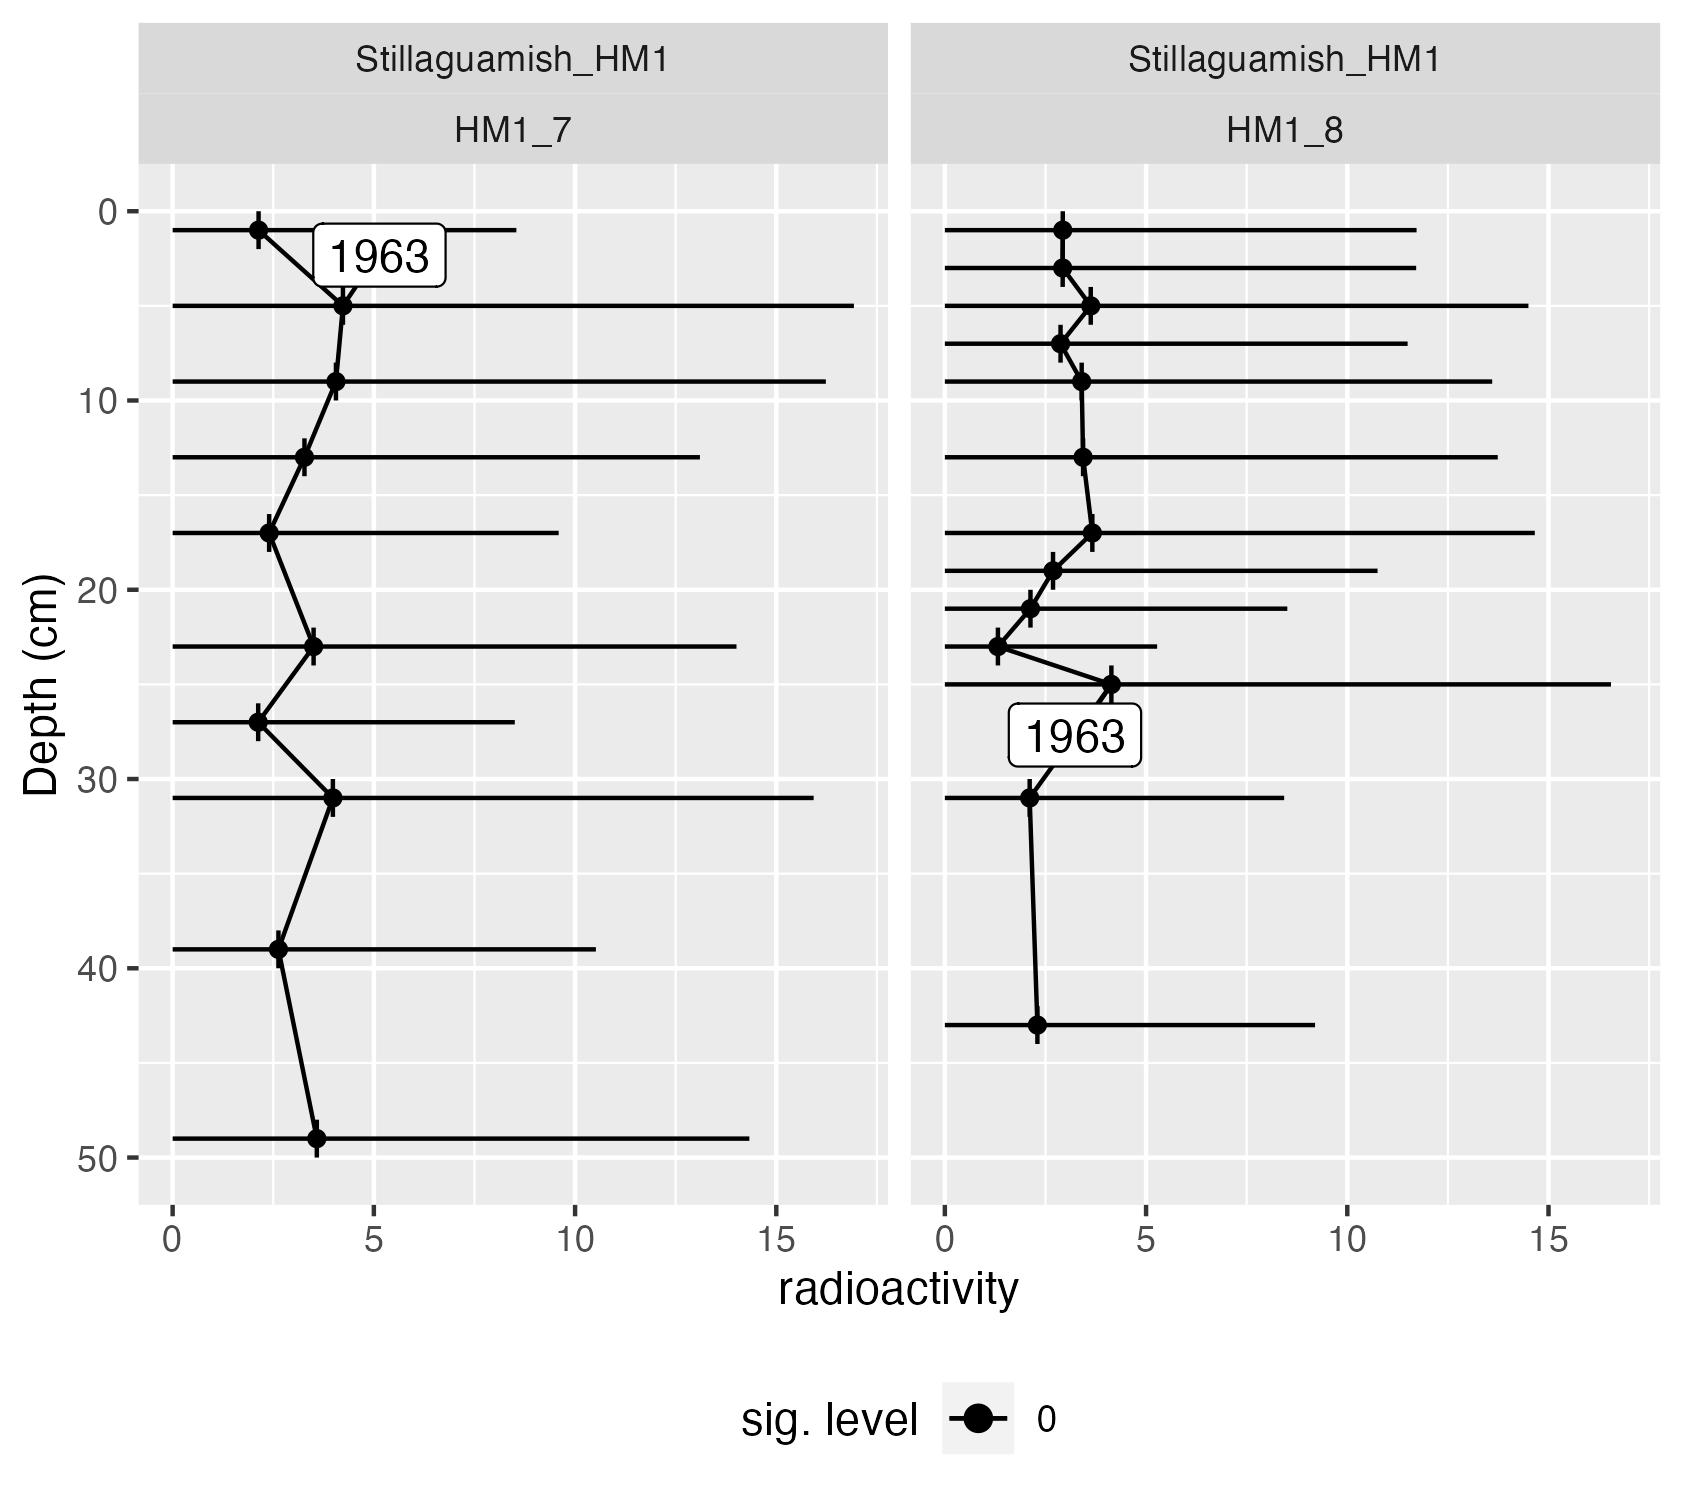 Stillaguamish_HM1 Stillaguamish_HM1
HM1_7 HM1_8
0
1963
10
20
1963
30
40
50
Depth (cm)
0 5 10 15 0 5 10 15
radioactivity
sig. level 0